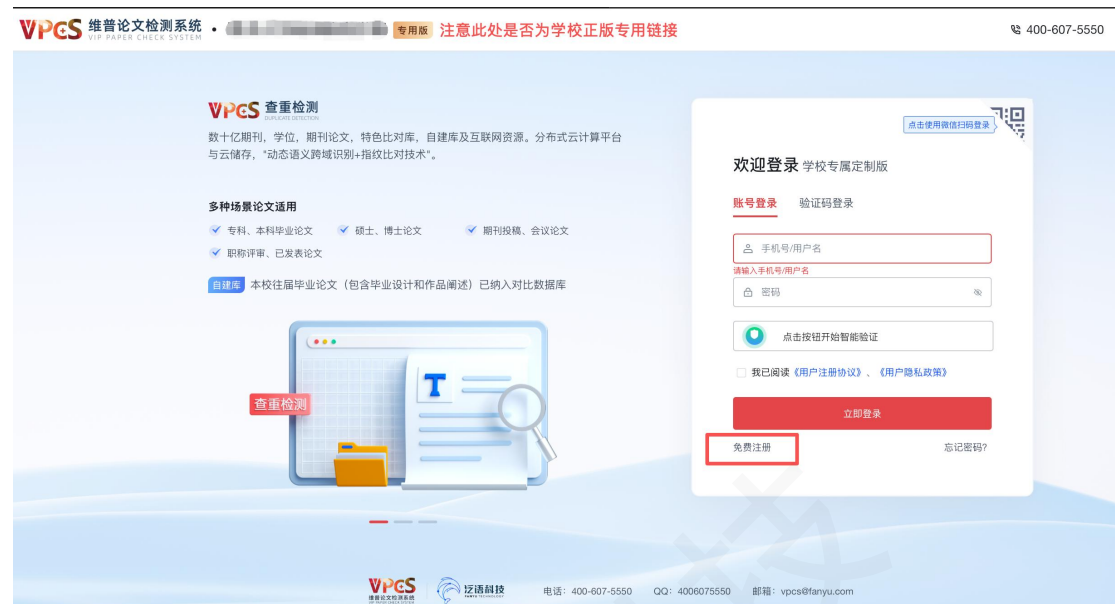 VPCS 维普论文检测系统 • 专用版 注意此处是否为学校正版专用链接 400-607-5550
VIP PAPER CHECK SYSTEM
VPCS 查重检测
DUPLICATE DETECTION
数十亿期刊，学位，期刊论文，特色比对库，自建库及互联网资源。分布式云计算平台
与云储存，"动态语义跨域识别+指纹比对技术"。
多种场景论文适用
专科、本科毕业论文 硕士、博士论文 期刊投稿、会议论文
职称评审、已发表论文
自建库 本校往届毕业论文（包含毕业设计和作品阐述）已纳入对比数据库
T
查重检测
点击使用微信扫码登录
欢迎登录 学校专属定制版
账号登录 验证码登录
手机号/用户名
请输入手机号/用户名
密码
点击按钮开始智能验证
我已阅读《用户注册协议》、《用户隐私政策》
立即登录
免费注册 忘记密码?
VPCS 泛语科技 电话：400-607-5550 QQ：4006075550 邮箱：vpcs@fanyu.com
维普论文检测系统